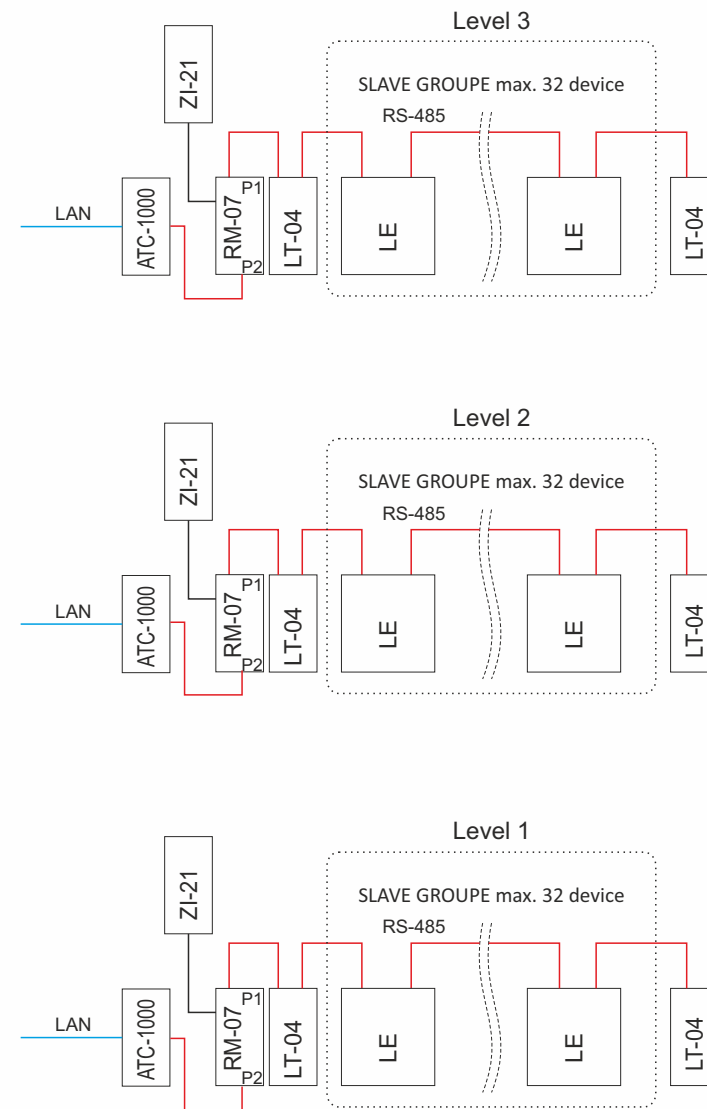 Level 3
SLAVE GROUPE max. 32 device
RS-485
ZI-21
LAN
ATC-1000
RM-07
P1
P2
LT-04
LE
LE
LT-04
Level 2
SLAVE GROUPE max. 32 device
RS-485
ZI-21
LAN
ATC-1000
RM-07
P1
P2
LT-04
LE
LE
LT-04
Level 1
SLAVE GROUPE max. 32 device
RS-485
ZI-21
LAN
ATC-1000
RM-07
P1
P2
LT-04
LE
LE
LT-04